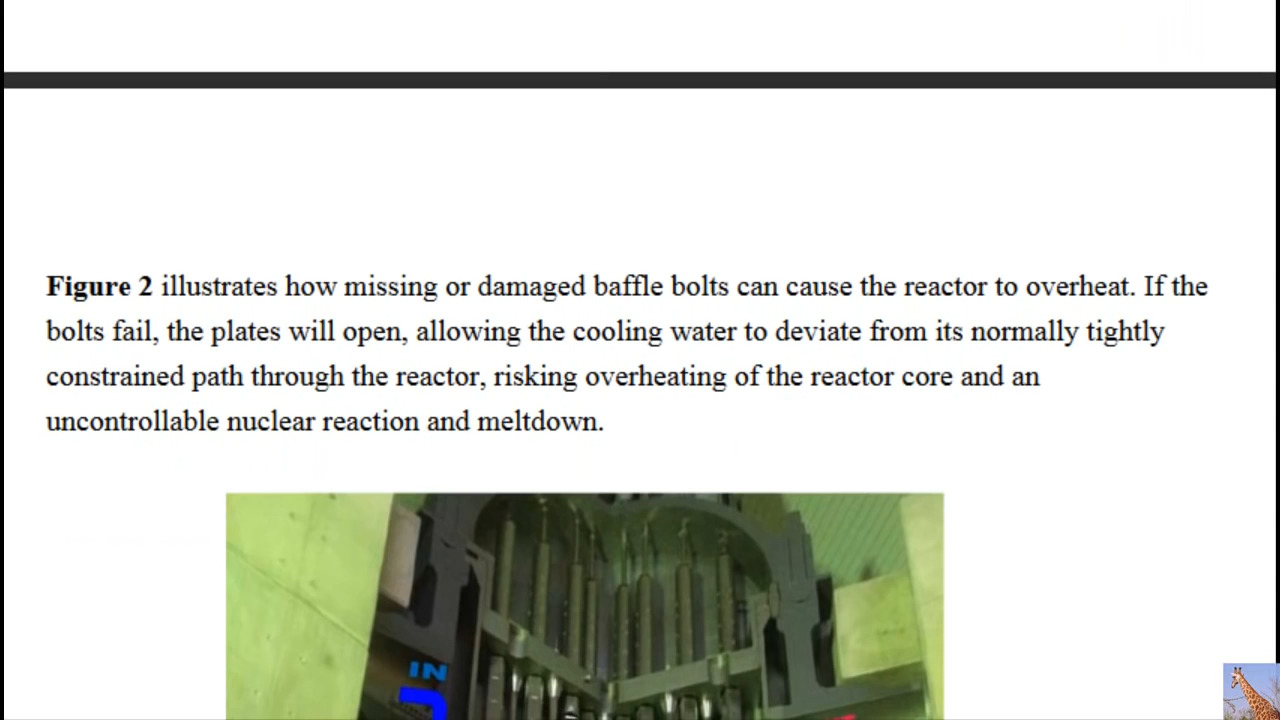 Figure 2 illustrates how missing or damaged baffle bolts can cause the reactor to overheat. If the
bolts fail, the plates will open, allowing the cooling water to deviate from its normally tightly
constrained path through the reactor, risking overheating of the reactor core and an
uncontrollable nuclear reaction and meltdown.
IN